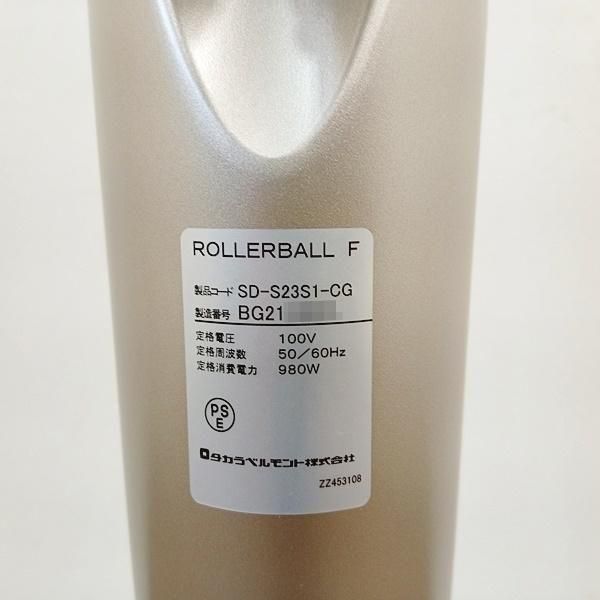 ROLLERBALL F
製品コード SD-S23S1-CG
製造番号 BG21
定格電圧 100V
定格周波数 50/60Hz
定格消費電力 980W
PS
E
タカラベルモント株式会社
ZZ453108